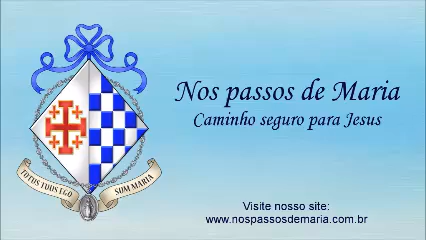 Nos passos de Maria
Caminho seguro para Jesus
TOTUS TUUS EGO
SUM MARIA
Visite nosso site:
www.nospassosdemaria.com.br